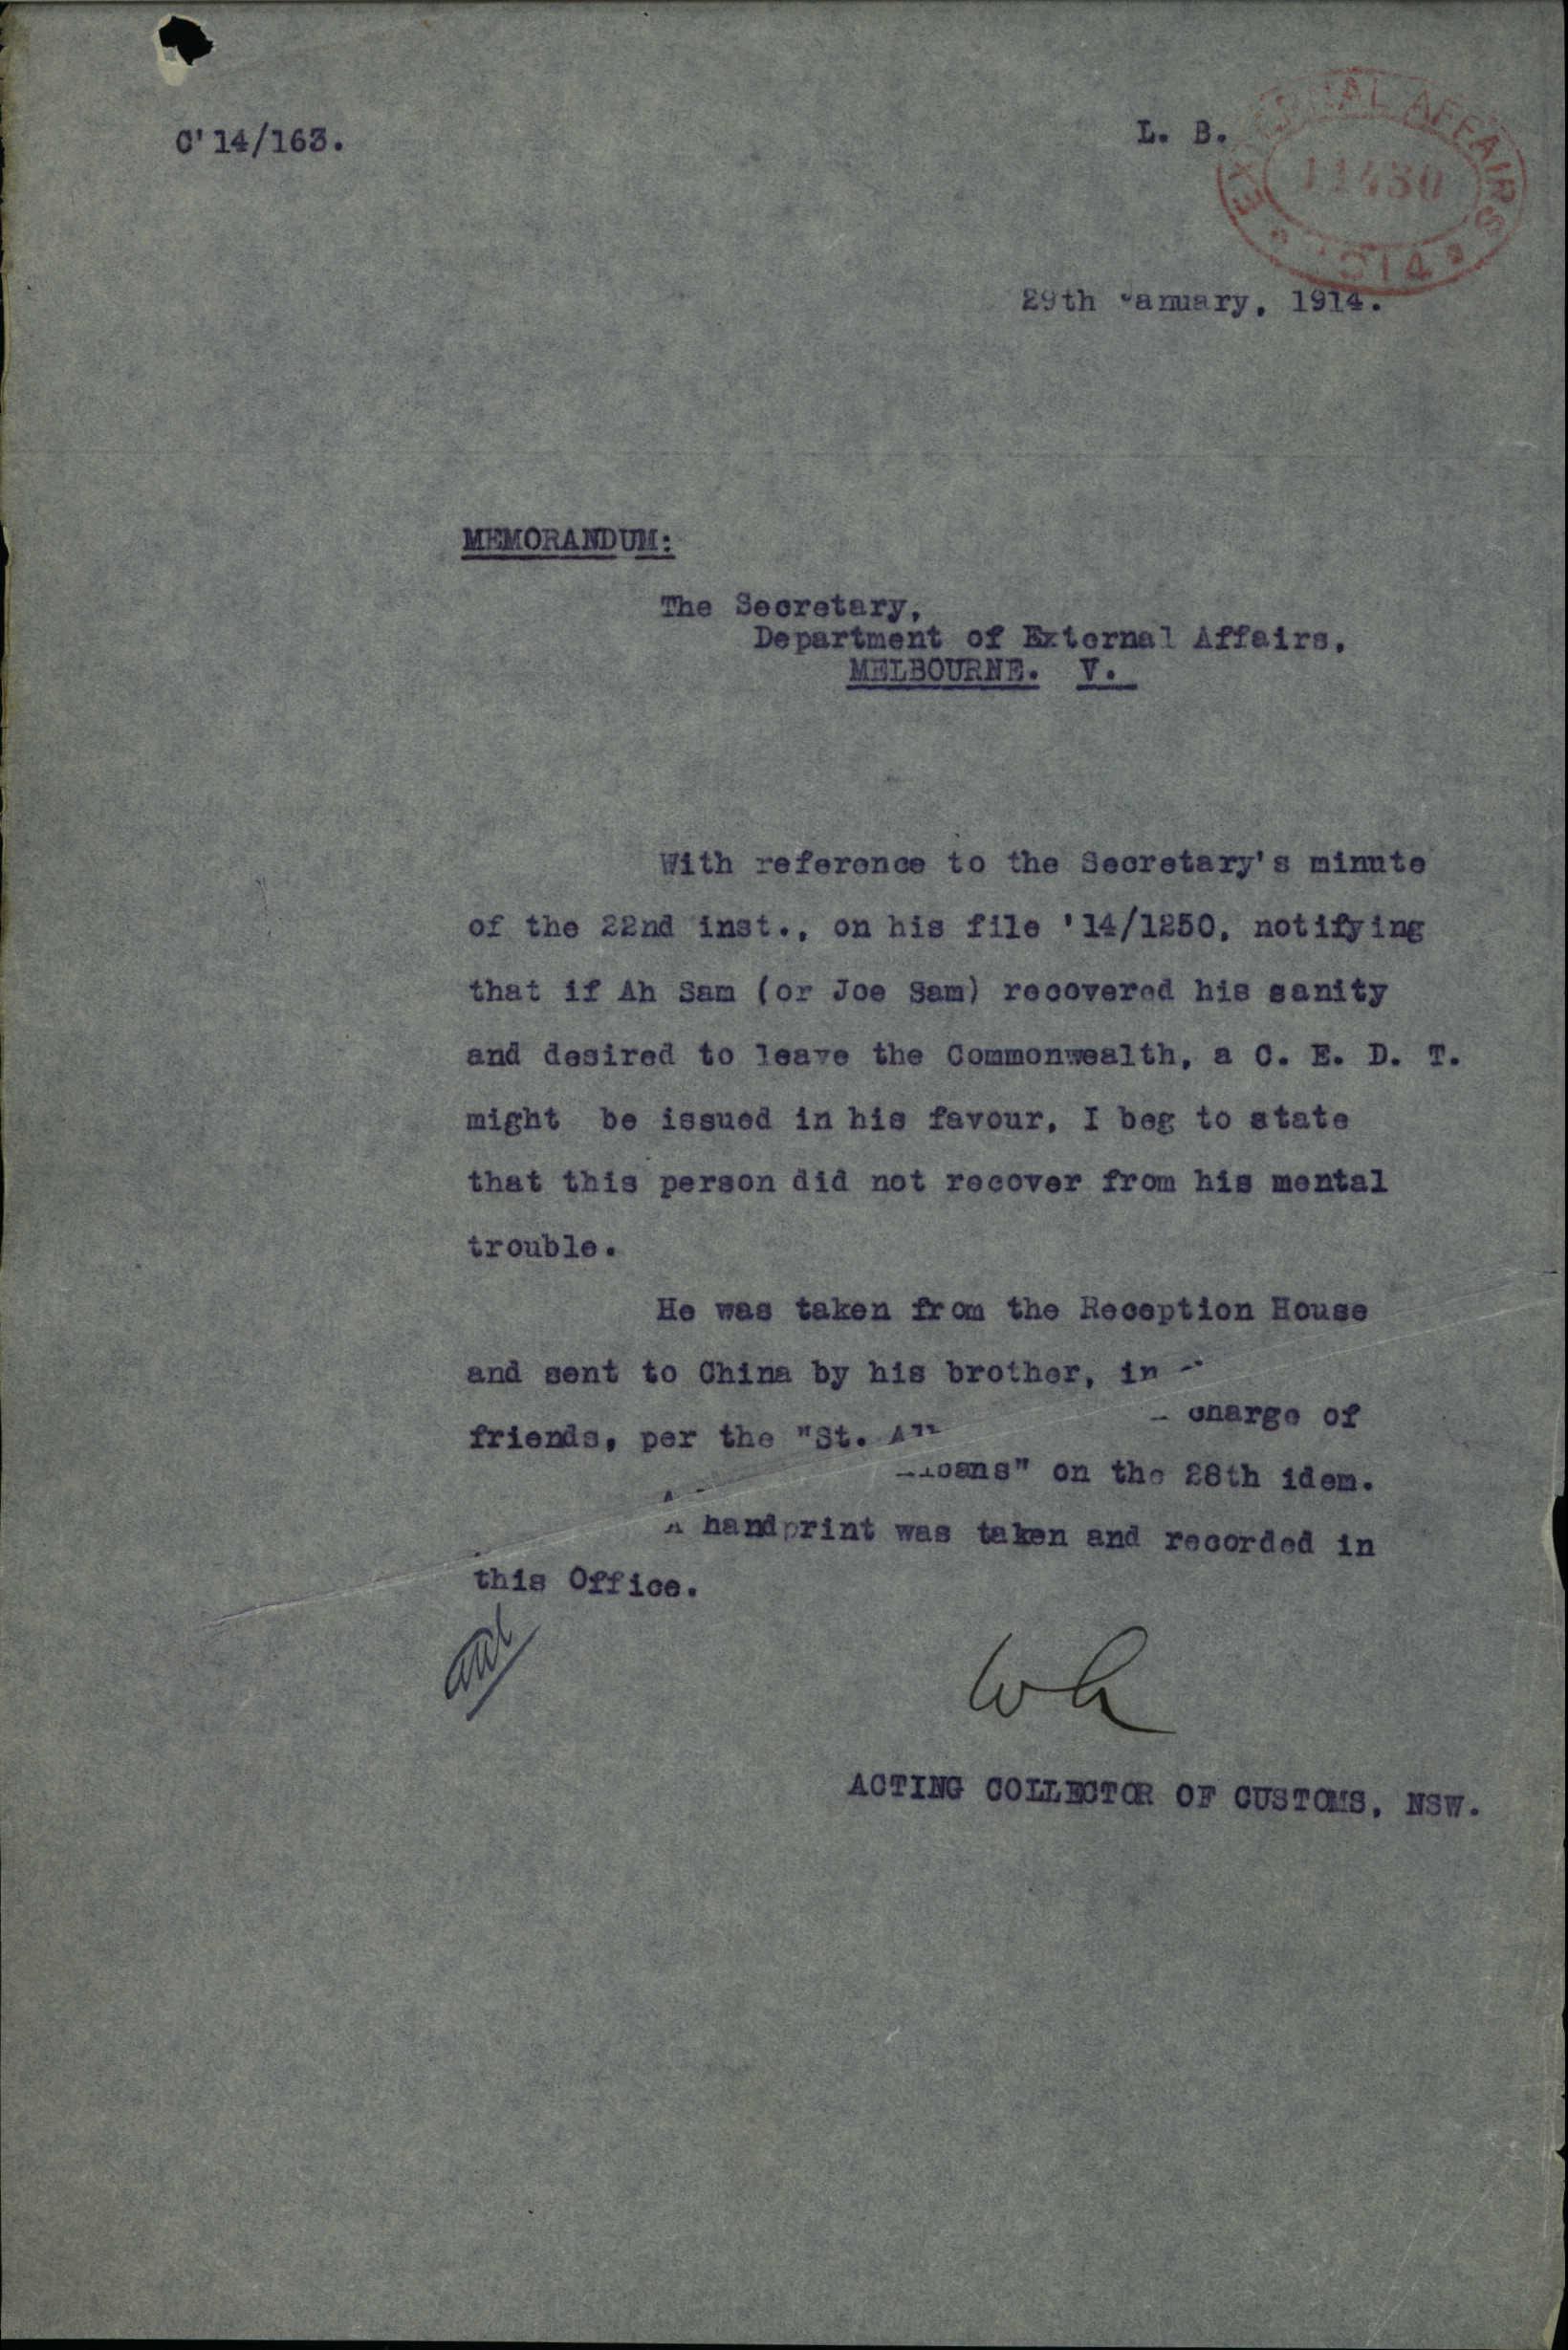 C'14/163.
L. B.
EXTERNAL AFFAIRS
1914
29th January, 1914.
MEMORANDUM:
The Secretary,
Department of External Affairs,
MELBOURNE. V.
With reference to the Secretary's minute
of the 22nd inst., on his file '14/1250, notifying
that if Ah Sam (or Joe Sam) recovered his sanity
and desired to leave the Commonwealth, a C. E. D. T.
might be issued in his favour, I beg to state
that this person did not recover from his mental
trouble.
He was taken from the Reception House
and sent to China by his brother, in charge of
friends, per the "St. Albans" on the 28th idem.
A handprint was taken and recorded in
this Office.
ACTING COLLECTOR OF CUSTOMS, NSW.